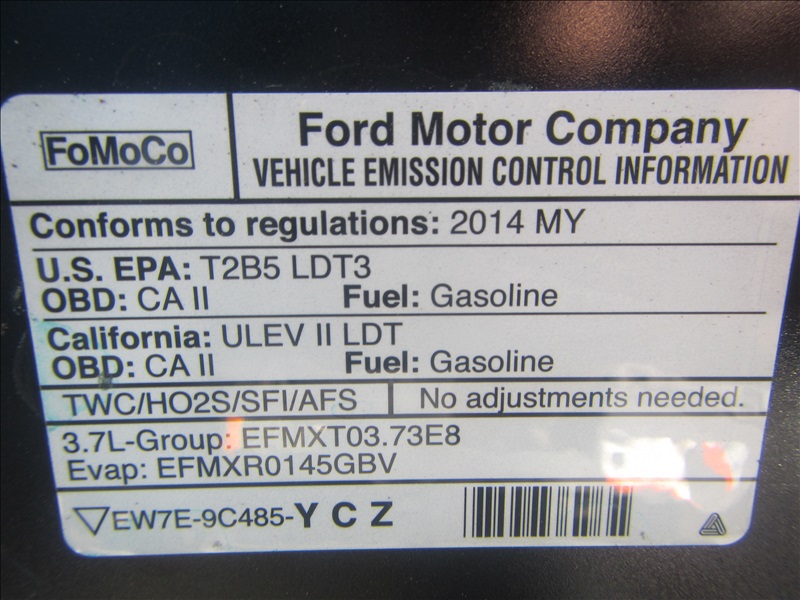 FoMoCo
Ford Motor Company
VEHICLE EMISSION CONTROL INFORMATION
Conforms to regulations: 2014 MY
U.S. EPA: T2B5 LDT3
OBD: CA II Fuel: Gasoline
California: ULEV II LDT
OBD: CA II Fuel: Gasoline
TWC/HO2S/SFI/AFS No adjustments needed.
3.7L-Group: EFMXT03.73E8
Evap: EFMXR0145GBV
EW7E-9C485-Y C Z